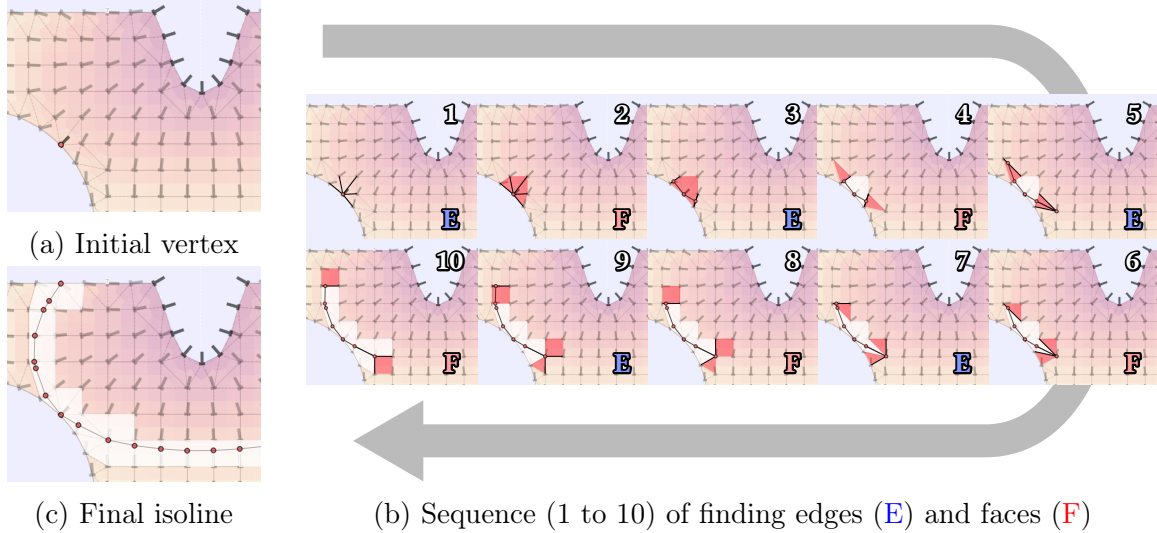 1 2 3 4 5
E F E F E
(a) Initial vertex
10 9 8 7 6
F E F E F
(c) Final isoline
(b) Sequence (1 to 10) of finding edges (E) and faces (F)